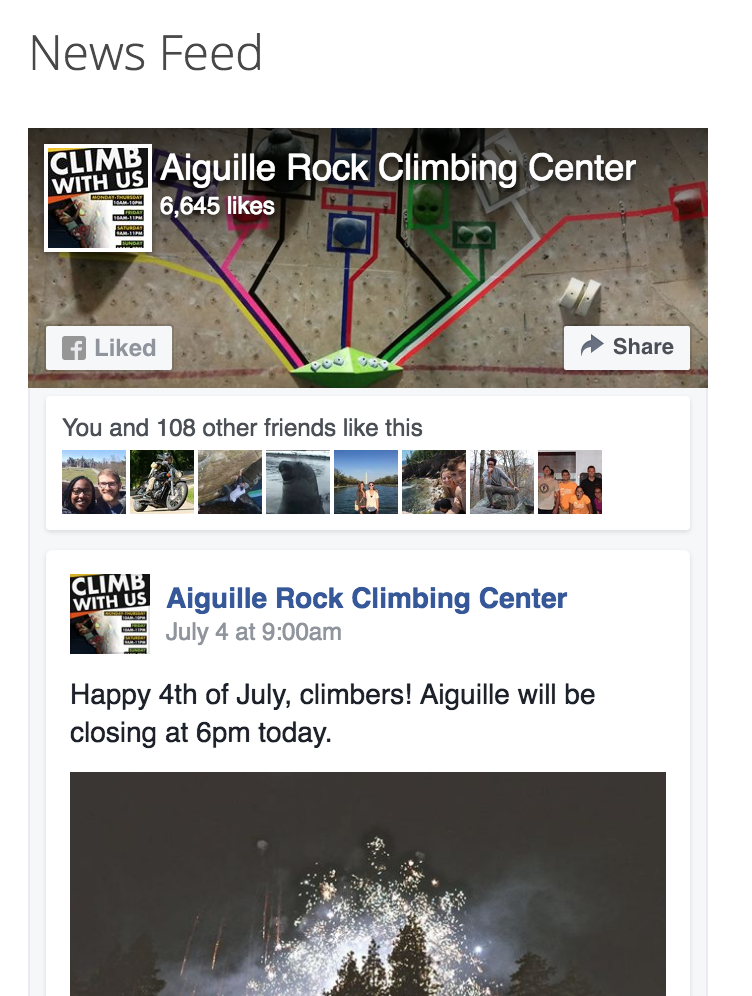 News Feed
CLIMB
WITH US
MONDAY-THURSDAY
10AM-10PM
FRIDAY
10AM-11PM
SATURDAY
9AM-11PM
SUNDAY
Aiguille Rock Climbing Center
6,645 likes
Liked
Share
You and 108 other friends like this
CLIMB
WITH US
Aiguille Rock Climbing Center
July 4 at 9:00am
Happy 4th of July, climbers! Aiguille will be
closing at 6pm today.